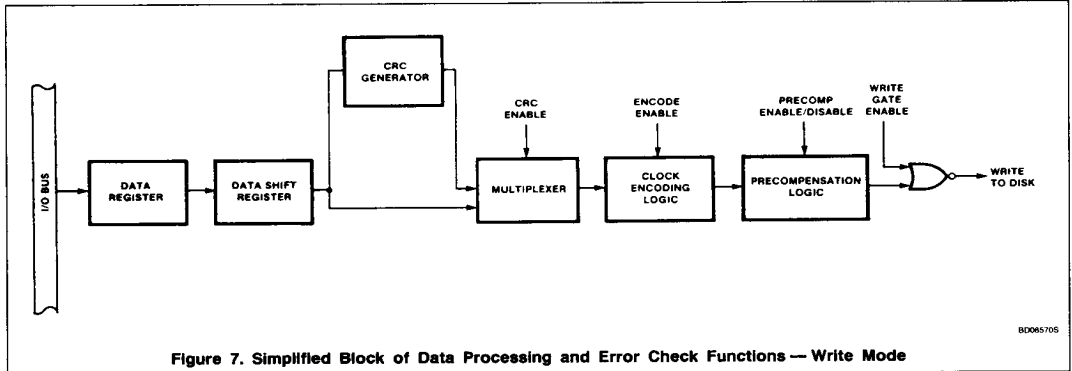 I/O BUS
DATA
REGISTER
DATA SHIFT
REGISTER
CRC
GENERATOR
CRC
ENABLE
MULTIPLEXER
ENCODE
ENABLE
CLOCK
ENCODING
LOGIC
PRECOMP
ENABLE/DISABLE
PRECOMPENSATION
LOGIC
WRITE
GATE
ENABLE
WRITE
TO DISK
BD06570S
Figure 7. Simplified Block of Data Processing and Error Check Functions — Write Mode